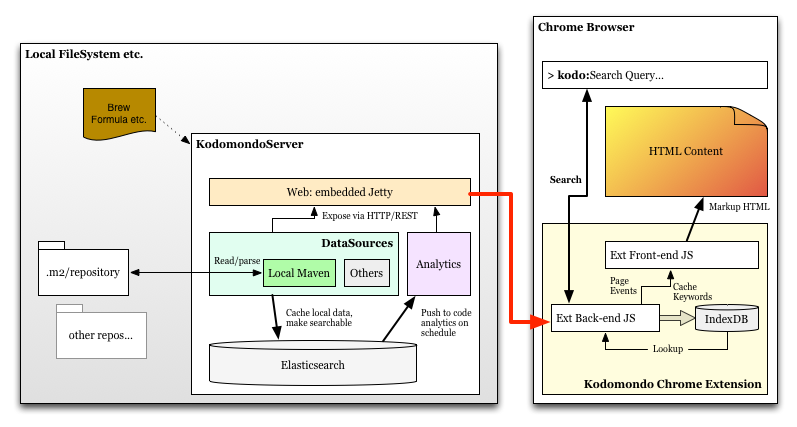 Local FileSystem etc.
Brew
Formula etc.
KodomondoServer
Web: embedded Jetty
Expose via HTTP/REST
DataSources
Read/parse
Local Maven
Others
Analytics
.m2/repository
other repos...
Cache local data,
make searchable
Push to code
analytics on
schedule
Elasticsearch
Chrome Browser
> kodo:Search Query...
HTML Content
Search
Markup HTML
Ext Front-end JS
Page
Events
Cache
Keywords
Ext Back-end JS
IndexDB
Lookup
Kodomondo Chrome Extension